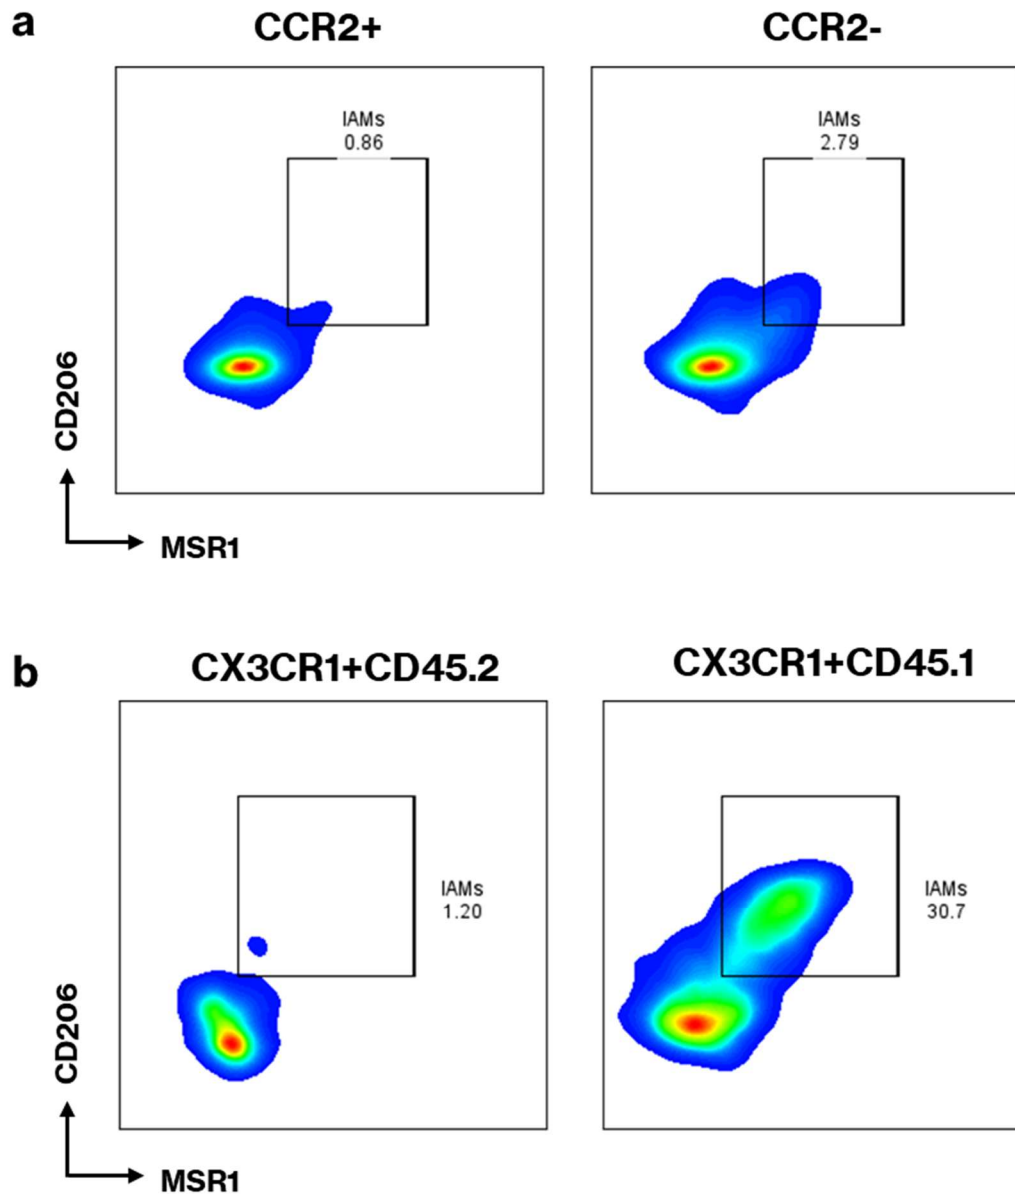 a
CCR2+
CCR2-
IAMs
0.86
IAMs
2.79
CD206
MSR1
b
CX3CR1+CD45.2
CX3CR1+CD45.1
IAMs
1.20
IAMs
30.7
CD206
MSR1